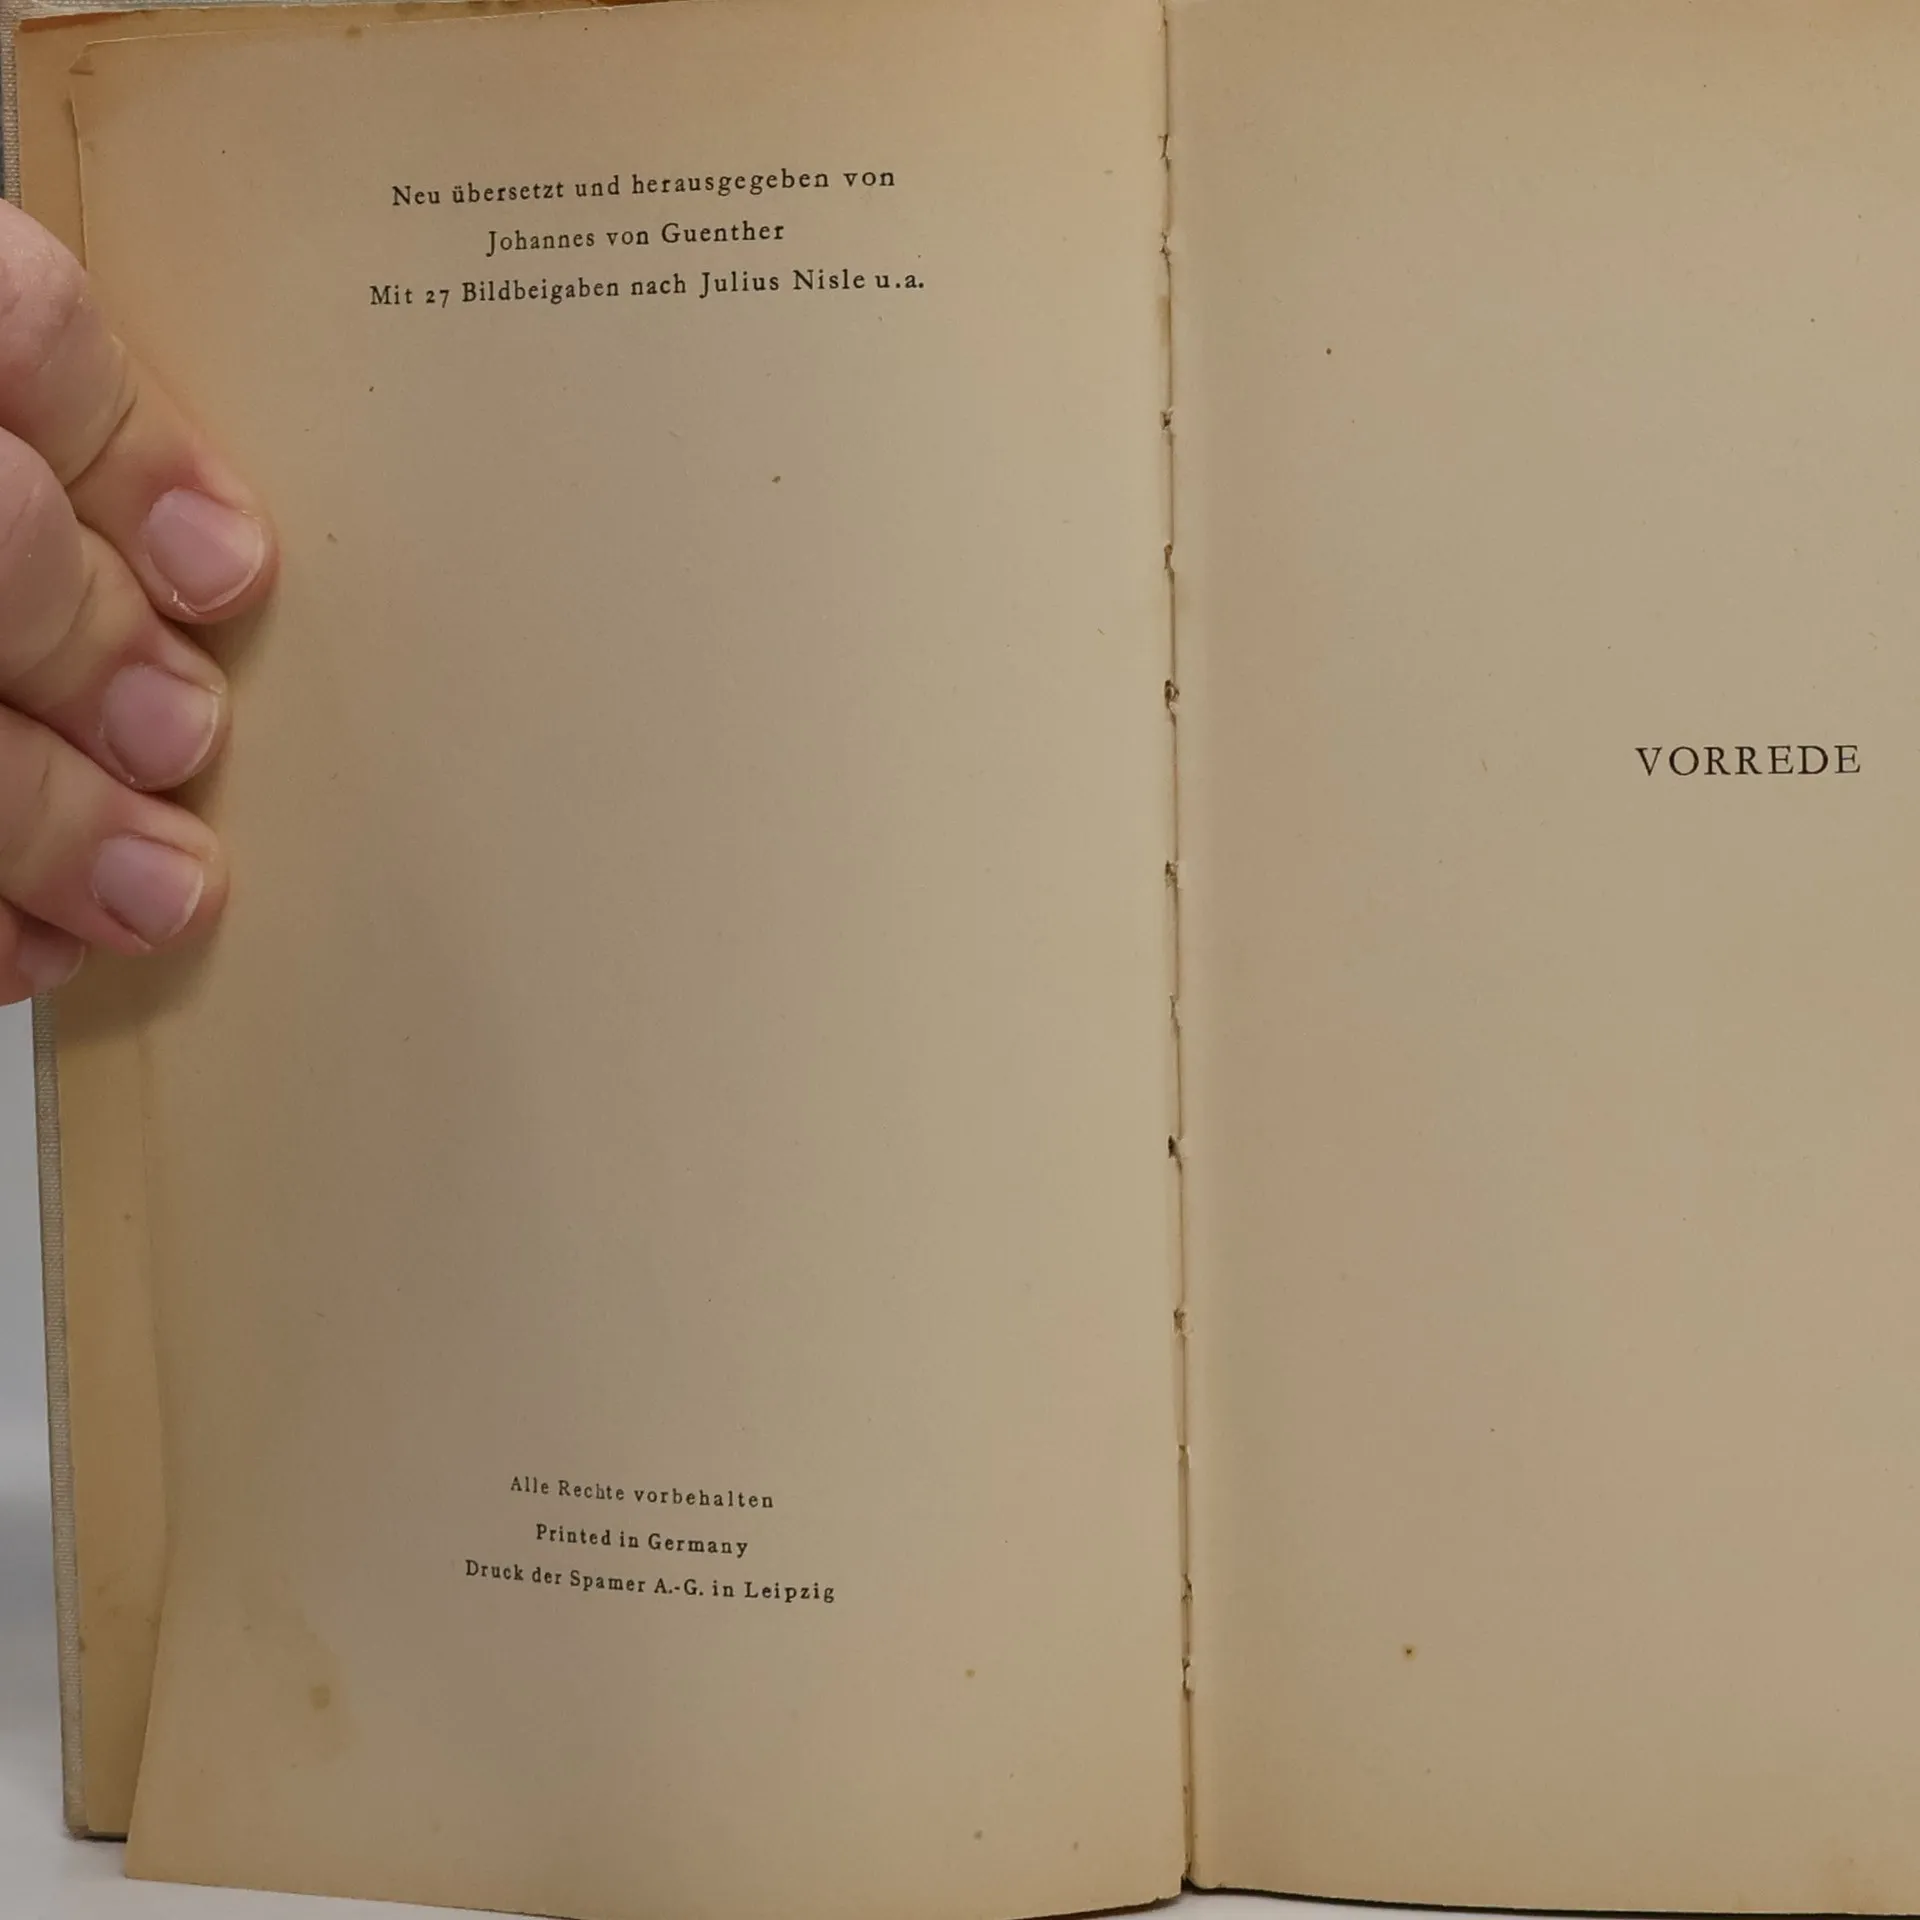 Neu übersetzt und herausgegeben von
Johannes von Guenther
Mit 27 Bildbeigaben nach Julius Nisle u.a.
Alle Rechte vorbehalten
Printed in Germany
Druck der Spamer A.-G. in Leipzig
VORREDE